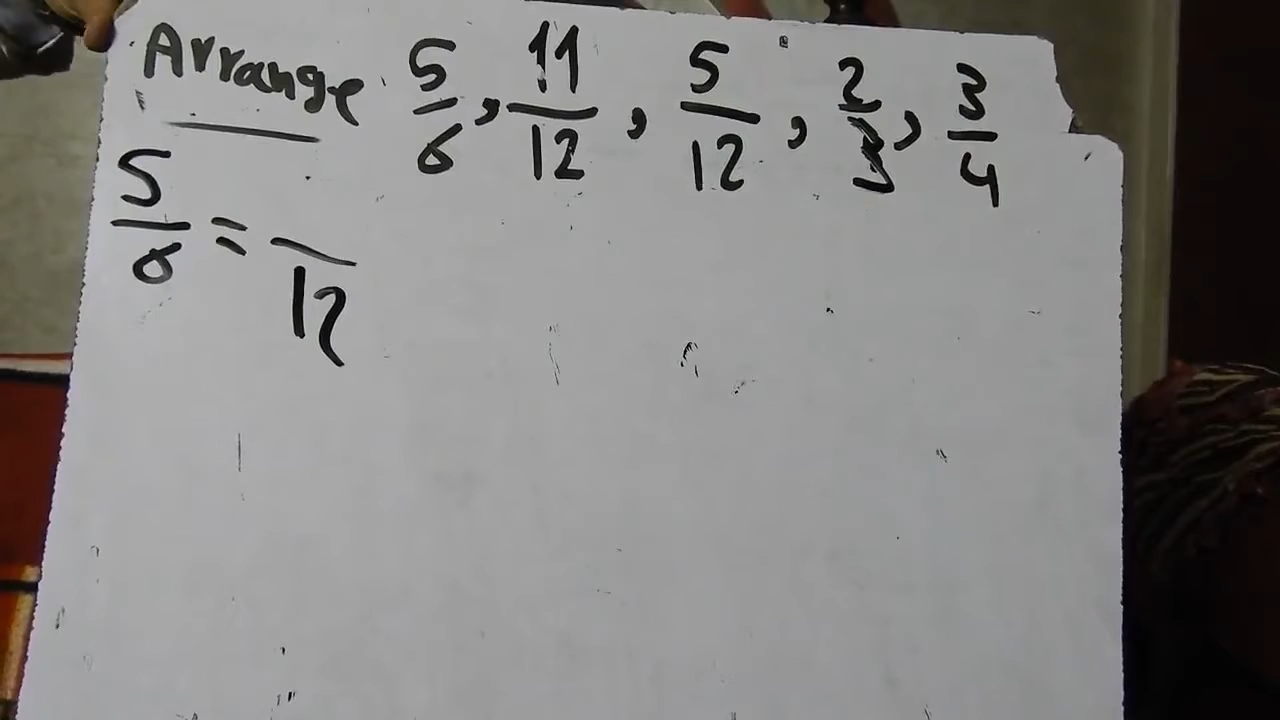 Arrange 5/6, 11/12, 5/12, 2/3, 3/4
5/6 = /12